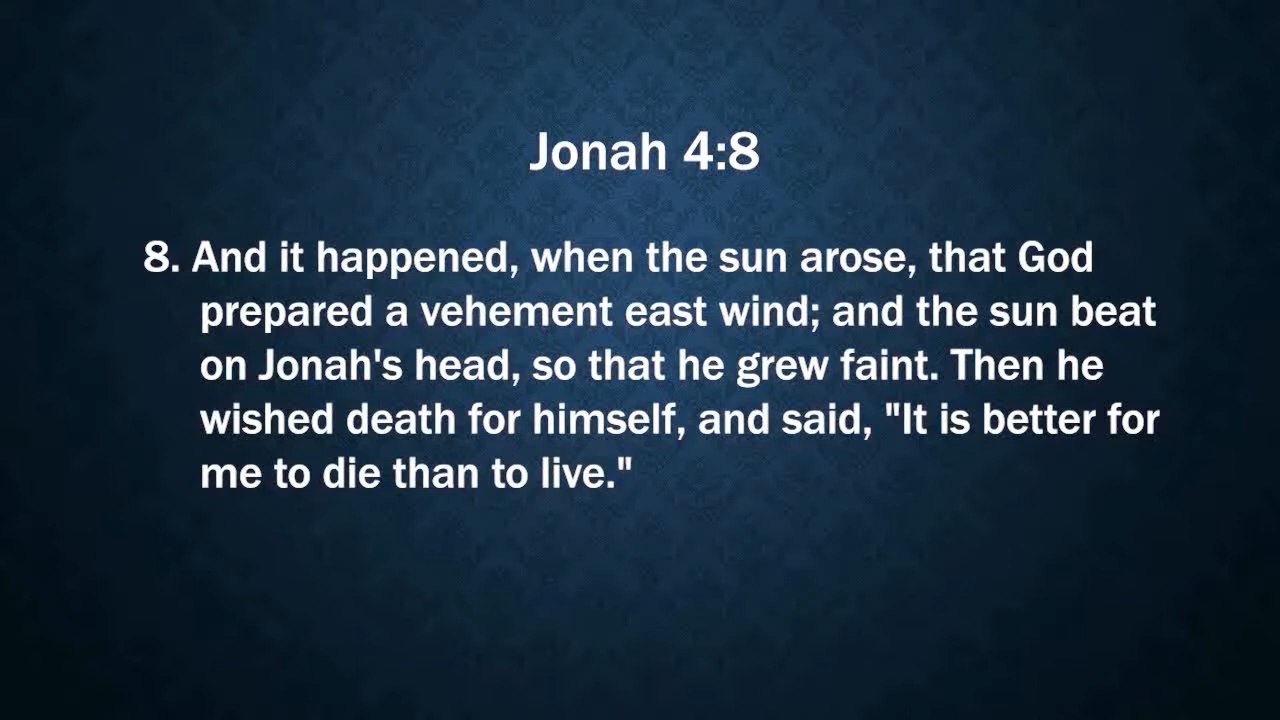 Jonah 4:8
8. And it happened, when the sun arose, that God
prepared a vehement east wind; and the sun beat
on Jonah's head, so that he grew faint. Then he
wished death for himself, and said, "It is better for
me to die than to live."